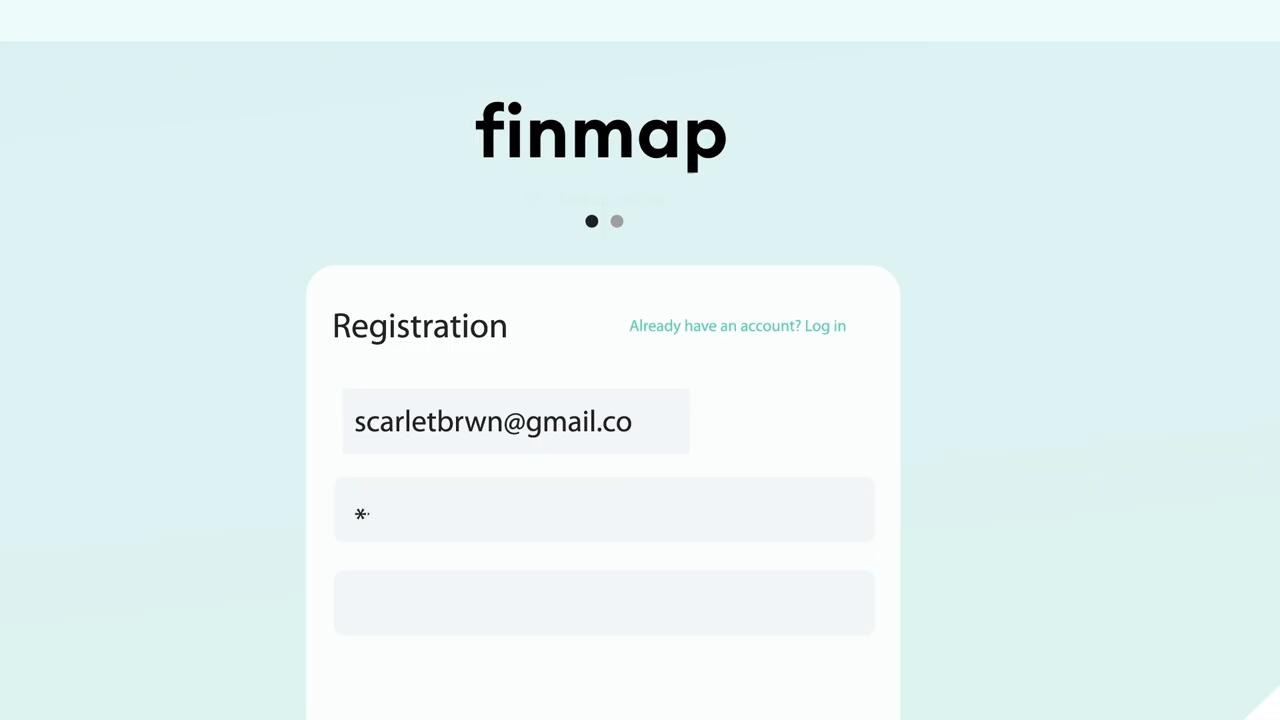 finmap
Registration
Already have an account? Log in
scarletbrwn@gmail.co
*